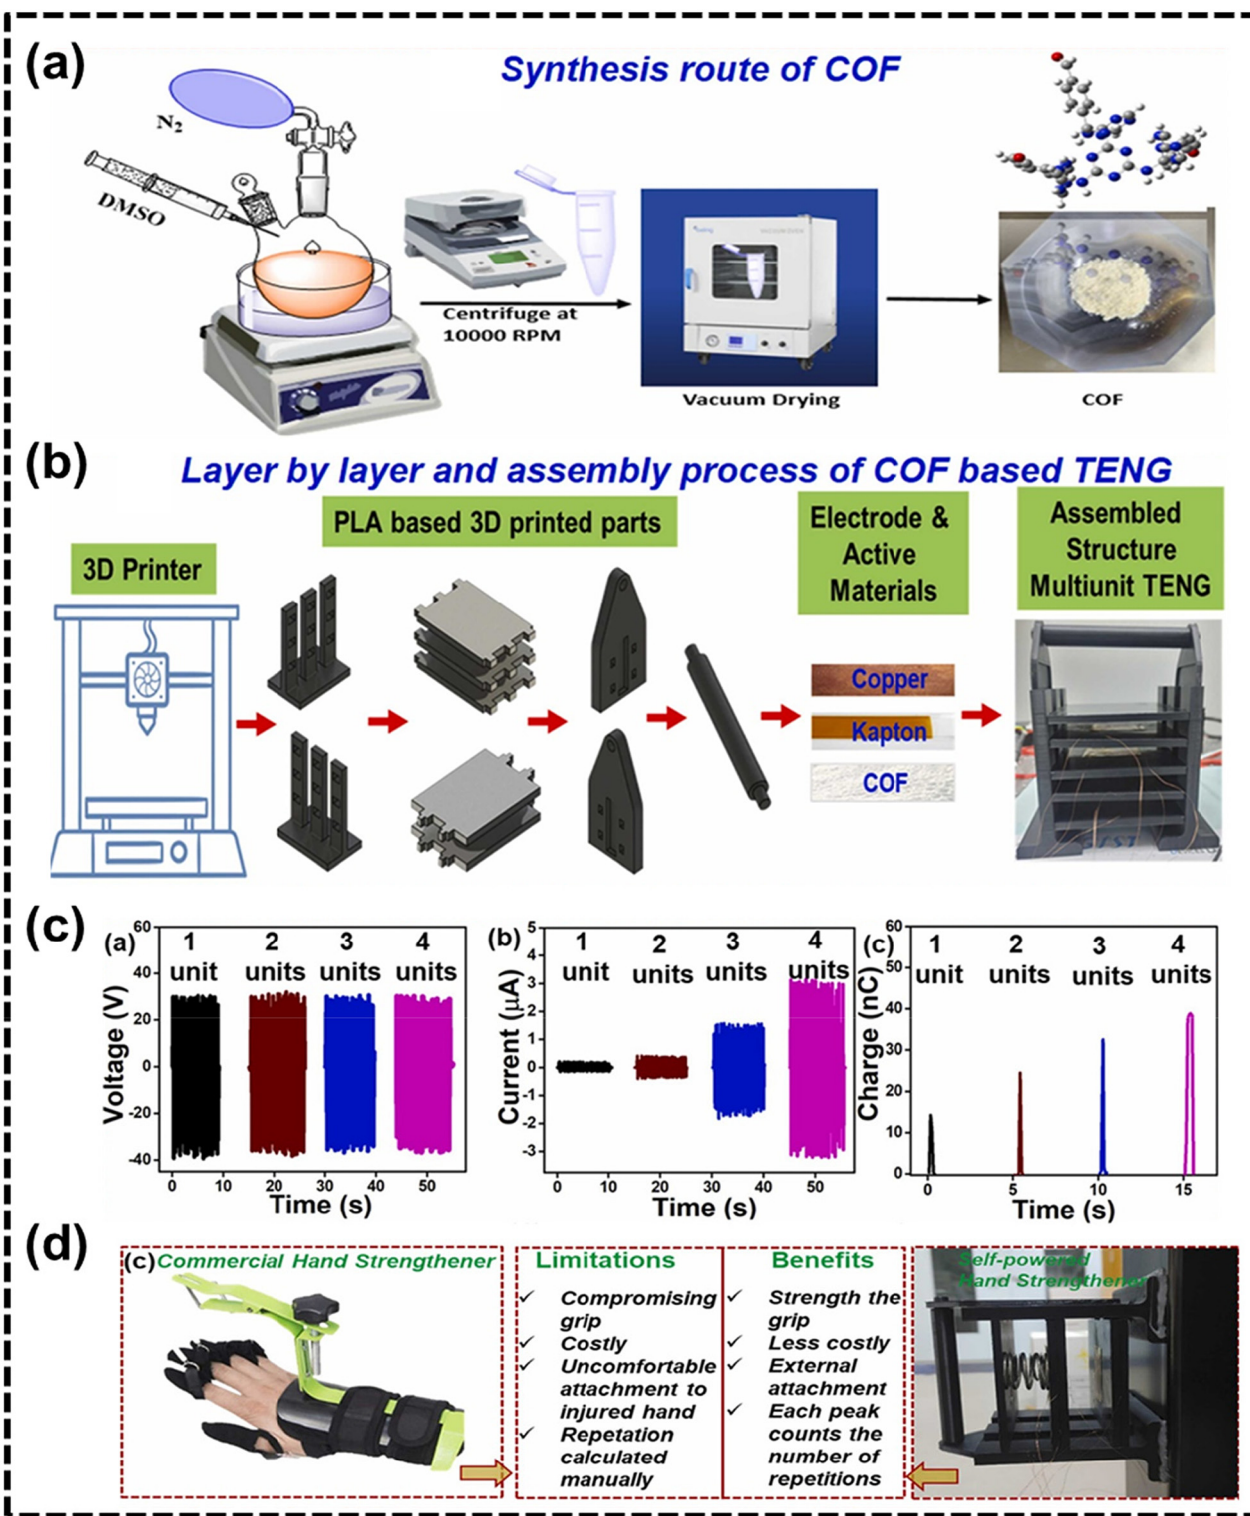 (a)
Synthesis route of COF
N₂
DMSO
Centrifuge at
10000 RPM
Vacuum Drying
COF
(b)
Layer by layer and assembly process of COF based TENG
3D Printer
PLA based 3D printed parts
Electrode &
Active
Materials
Assembled
Structure
Multiunit TENG
Copper
Kapton
COF
(c)
(a)
1
unit
2
units
3
units
4
units
Voltage (V)
60
40
20
0
-20
-40
0
10
20
30
40
50
Time (s)
(b)
1
unit
2
units
3
units
4
units
Current (μA)
5
4
3
2
1
0
-1
-2
-3
0
10
20
30
40
50
Time (s)
(c)
1
unit
2
units
3
units
4
units
Charge (nC)
60
50
40
30
20
10
0
0
5
10
15
Time (s)
(d)
(c) Commercial Hand Strengthener
Limitations
✓ Compromising
grip
✓ Costly
✓ Uncomfortable
attachment to
injured hand
✓ Repetation
calculated
manually
Benefits
✓ Strength the
grip
✓ Less costly
✓ External
attachment
✓ Each peak
counts the
number of
repetitions
Self-powered
Hand Strengthener